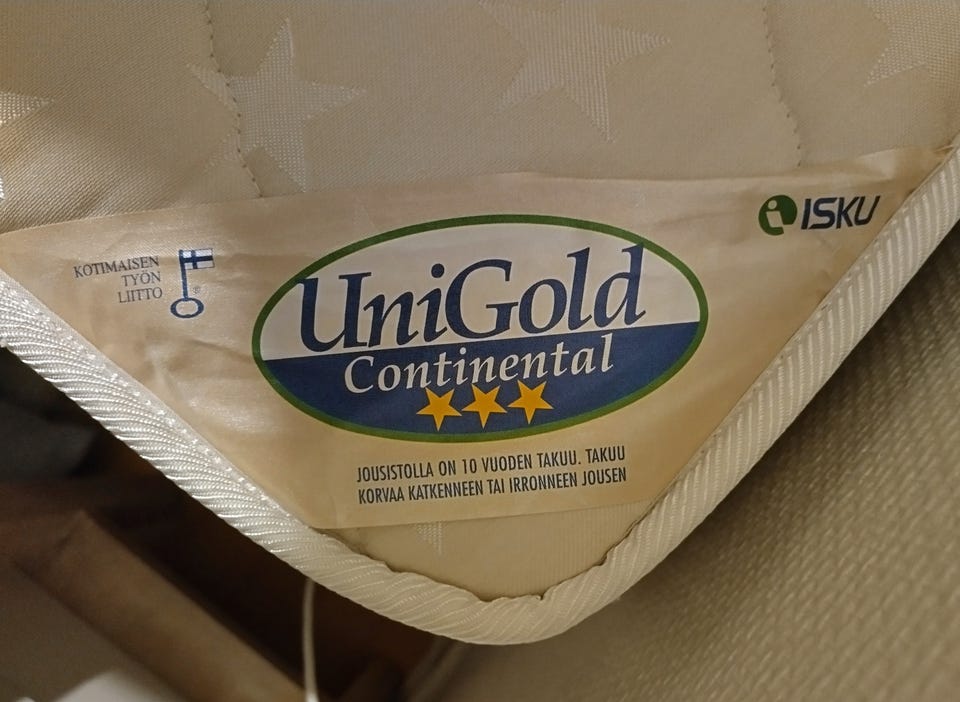 KOTIMAISEN
TYÖN
LIITTO
ISKU
UniGold
Continental
JOUSISTOLLA ON 10 VUODEN TAKUU. TAKUU
KORVAA KATKENNEEN TAI IRRONNEEN JOUSEN